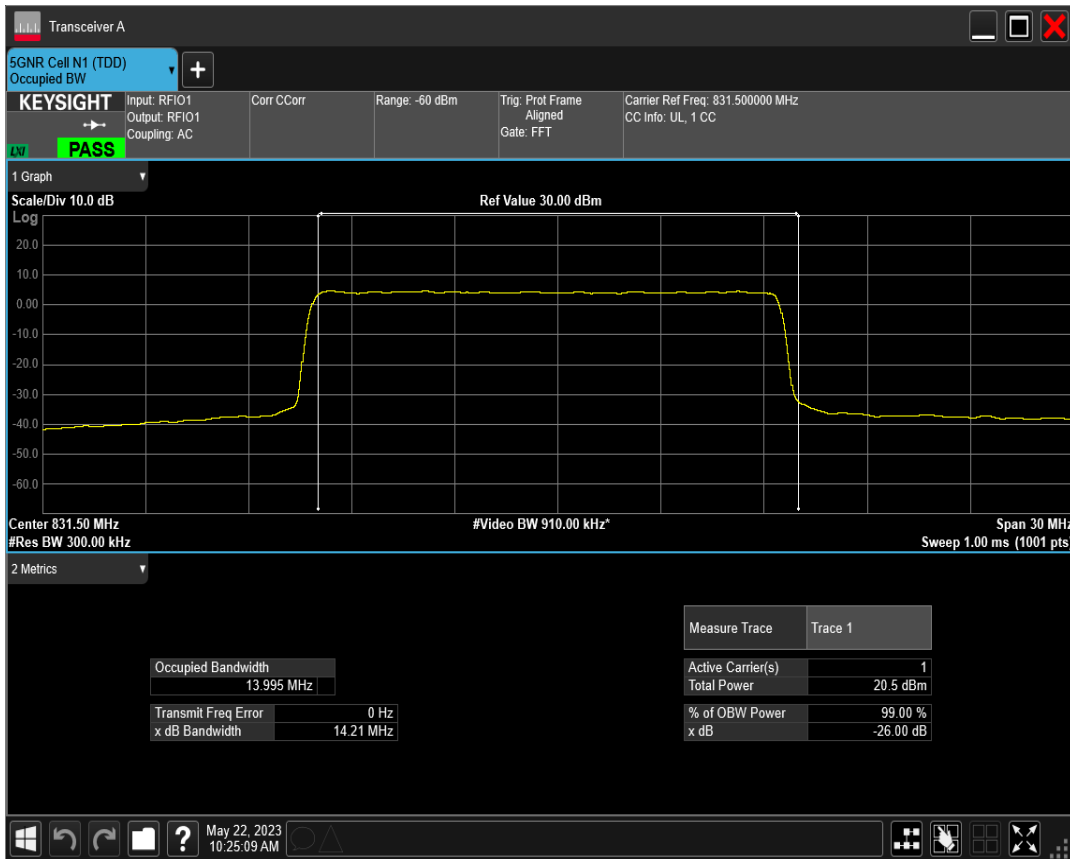 Transceiver A
5GNR Cell N1 (TDD)
Occupied BW
+
KEYSIGHT
LXI
PASS
Input: RFIO1
Output: RFIO1
Coupling: AC
Corr CCorr
Range: -60 dBm
Trig: Prot Frame
Aligned
Gate: FFT
Carrier Ref Freq: 831.500000 MHz
CC Info: UL, 1 CC
1 Graph
Scale/Div 10.0 dB
Ref Value 30.00 dBm
Log
20.0
10.0
0.00
-10.0
-20.0
-30.0
-40.0
-50.0
-60.0
Center 831.50 MHz
#Video BW 910.00 kHz*
Span 30 MHz
#Res BW 300.00 kHz
Sweep 1.00 ms (1001 pts)
2 Metrics
Measure Trace Trace 1
Occupied Bandwidth
13.995 MHz
Active Carrier(s) 1
Total Power 20.5 dBm
Transmit Freq Error 0 Hz
x dB Bandwidth 14.21 MHz
% of OBW Power 99.00 %
x dB -26.00 dB
?
May 22, 2023
10:25:09 AM